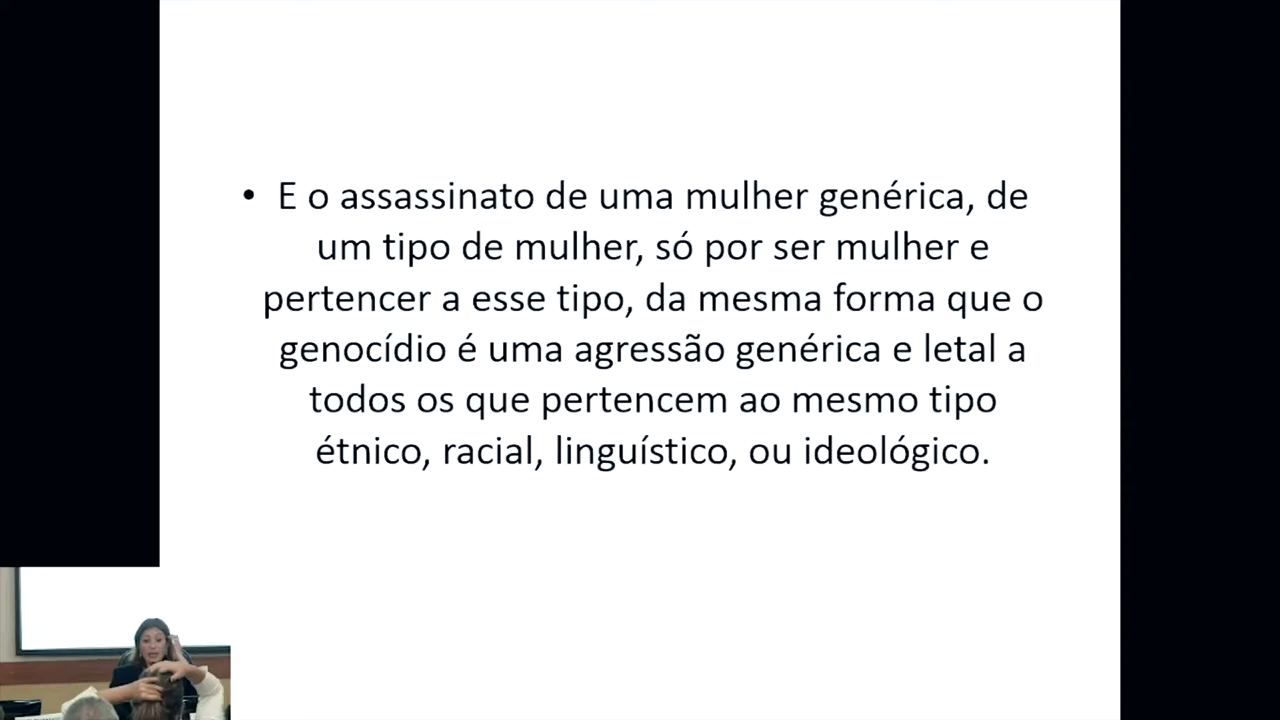 • E o assassinato de uma mulher genérica, de
um tipo de mulher, só por ser mulher e
pertencer a esse tipo, da mesma forma que o
genocídio é uma agressão genérica e letal a
todos os que pertencem ao mesmo tipo
étnico, racial, linguístico, ou ideológico.